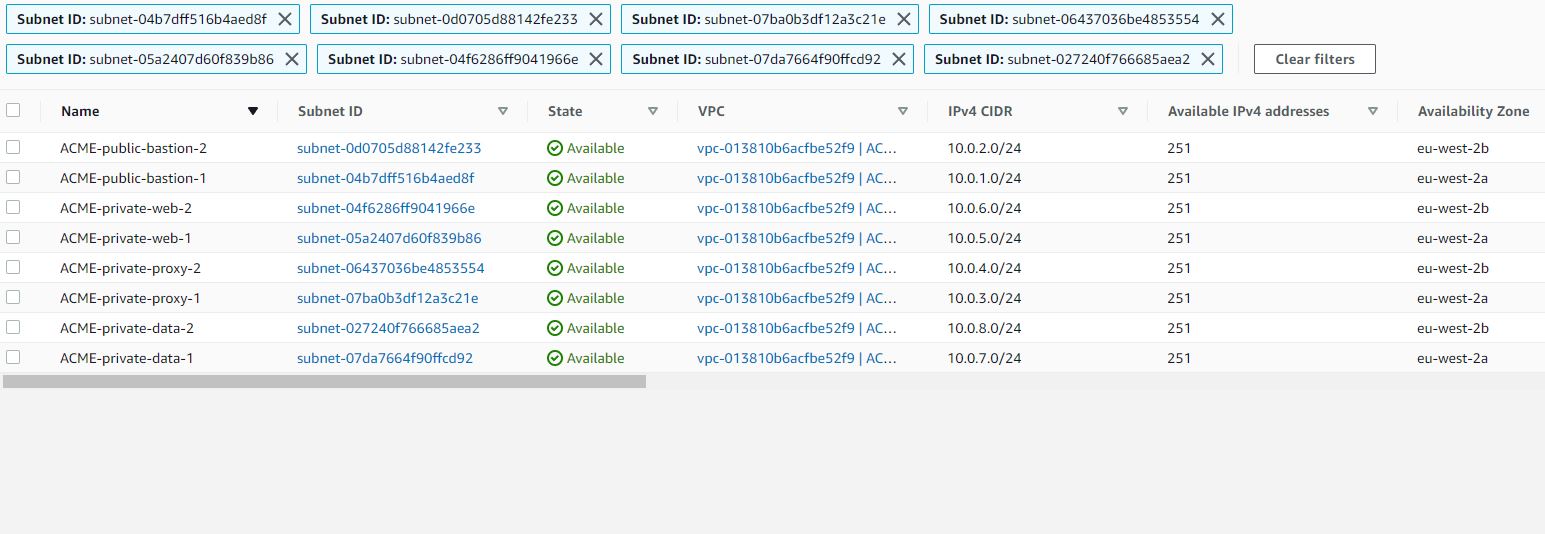 Subnet ID: subnet-04b7dff516b4aed8f Subnet ID: subnet-0d0705d88142fe233 Subnet ID: subnet-07ba0b3df12a3c21e Subnet ID: subnet-06437036be4853554
Subnet ID: subnet-05a2407d60f839b86 Subnet ID: subnet-04f6286ff9041966e Subnet ID: subnet-07da7664f90ffcd92 Subnet ID: subnet-027240f766685aea2 Clear filters
Name Subnet ID State VPC IPv4 CIDR Available IPv4 addresses Availability Zone
ACME-public-bastion-2 subnet-0d0705d88142fe233 Available vpc-013810b6acfbe52f9 | AC... 10.0.2.0/24 251 eu-west-2b
ACME-public-bastion-1 subnet-04b7dff516b4aed8f Available vpc-013810b6acfbe52f9 | AC... 10.0.1.0/24 251 eu-west-2a
ACME-private-web-2 subnet-04f6286ff9041966e Available vpc-013810b6acfbe52f9 | AC... 10.0.6.0/24 251 eu-west-2b
ACME-private-web-1 subnet-05a2407d60f839b86 Available vpc-013810b6acfbe52f9 | AC... 10.0.5.0/24 251 eu-west-2a
ACME-private-proxy-2 subnet-06437036be4853554 Available vpc-013810b6acfbe52f9 | AC... 10.0.4.0/24 251 eu-west-2b
ACME-private-proxy-1 subnet-07ba0b3df12a3c21e Available vpc-013810b6acfbe52f9 | AC... 10.0.3.0/24 251 eu-west-2a
ACME-private-data-2 subnet-027240f766685aea2 Available vpc-013810b6acfbe52f9 | AC... 10.0.8.0/24 251 eu-west-2b
ACME-private-data-1 subnet-07da7664f90ffcd92 Available vpc-013810b6acfbe52f9 | AC... 10.0.7.0/24 251 eu-west-2a